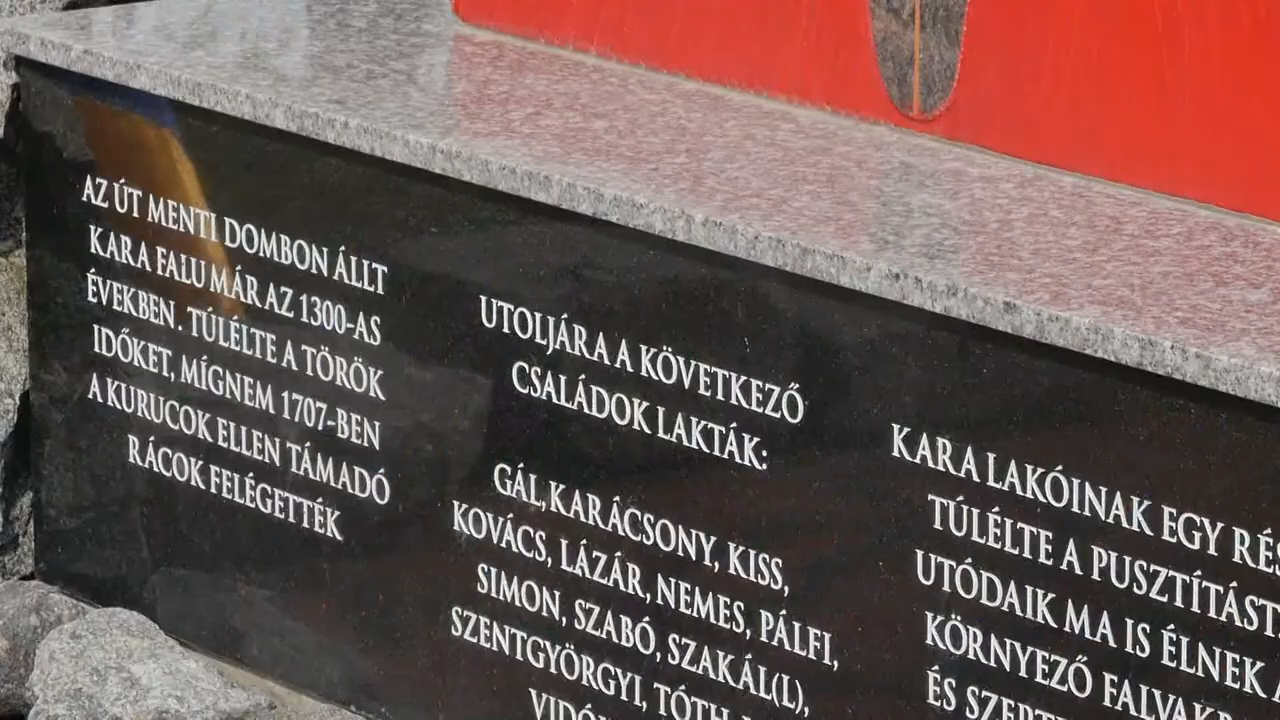 AZ ÚT MENTI DOMBON ÁLLT
KARA FALU MÁR AZ 1300-AS
ÉVEKBEN. TÚLÉLTE A TÖRÖK
IDŐKET, MÍGNEM 1707-BEN
A KURUCOK ELLEN TÁMADÓ
RÁCOK FELÉGETTÉK
UTOLJÁRA A KÖVETKEZŐ
CSALÁDOK LAKTÁK:
GÁL,KARÁCSONY, KISS,
KOVÁCS, LÁZÁR, NEMES, PÁLFI,
SIMON, SZABÓ, SZAKÁL(L),
SZENTGYÖRGYI, TÓTH
KARA LAKÓINAK EGY
TÚLÉLTE A PUSZTÍTÁST
UTÓDAIK MA IS ÉLNEK
KÖRNYEZŐ
ÉS